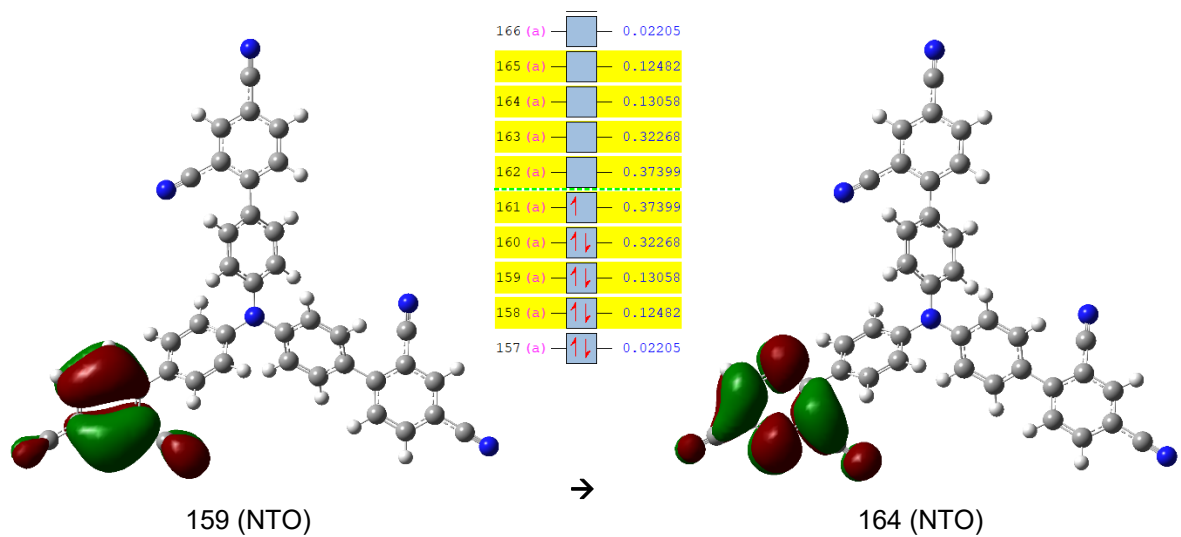 166 (a) 0.02205
165 (a) 0.12482
164 (a) 0.13058
163 (a) 0.32268
162 (a) 0.37399
161 (a) 0.37399
160 (a) 0.32268
159 (a) 0.13058
158 (a) 0.12482
157 (a) 0.02205
→
159 (NTO)
164 (NTO)